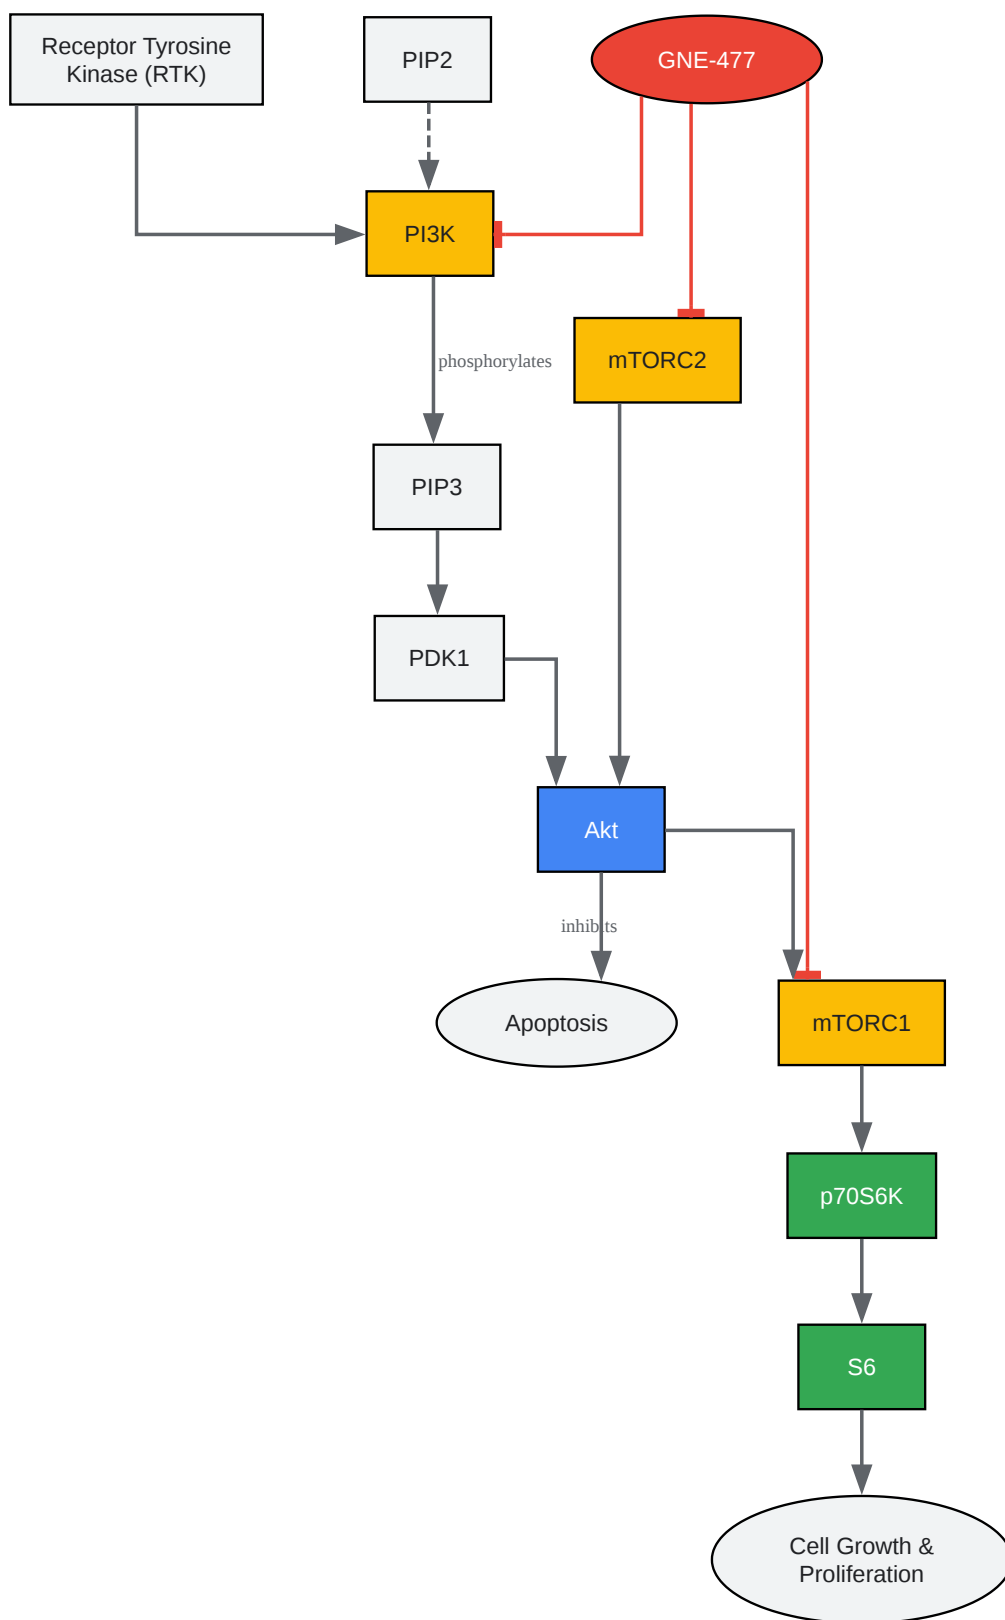 Receptor Tyrosine
Kinase (RTK)
PIP2
GNE-477
PI3K
mTORC2
phosphorylates
PIP3
PDK1
Akt
inhibits
Apoptosis
mTORC1
p70S6K
S6
Cell Growth &
Proliferation